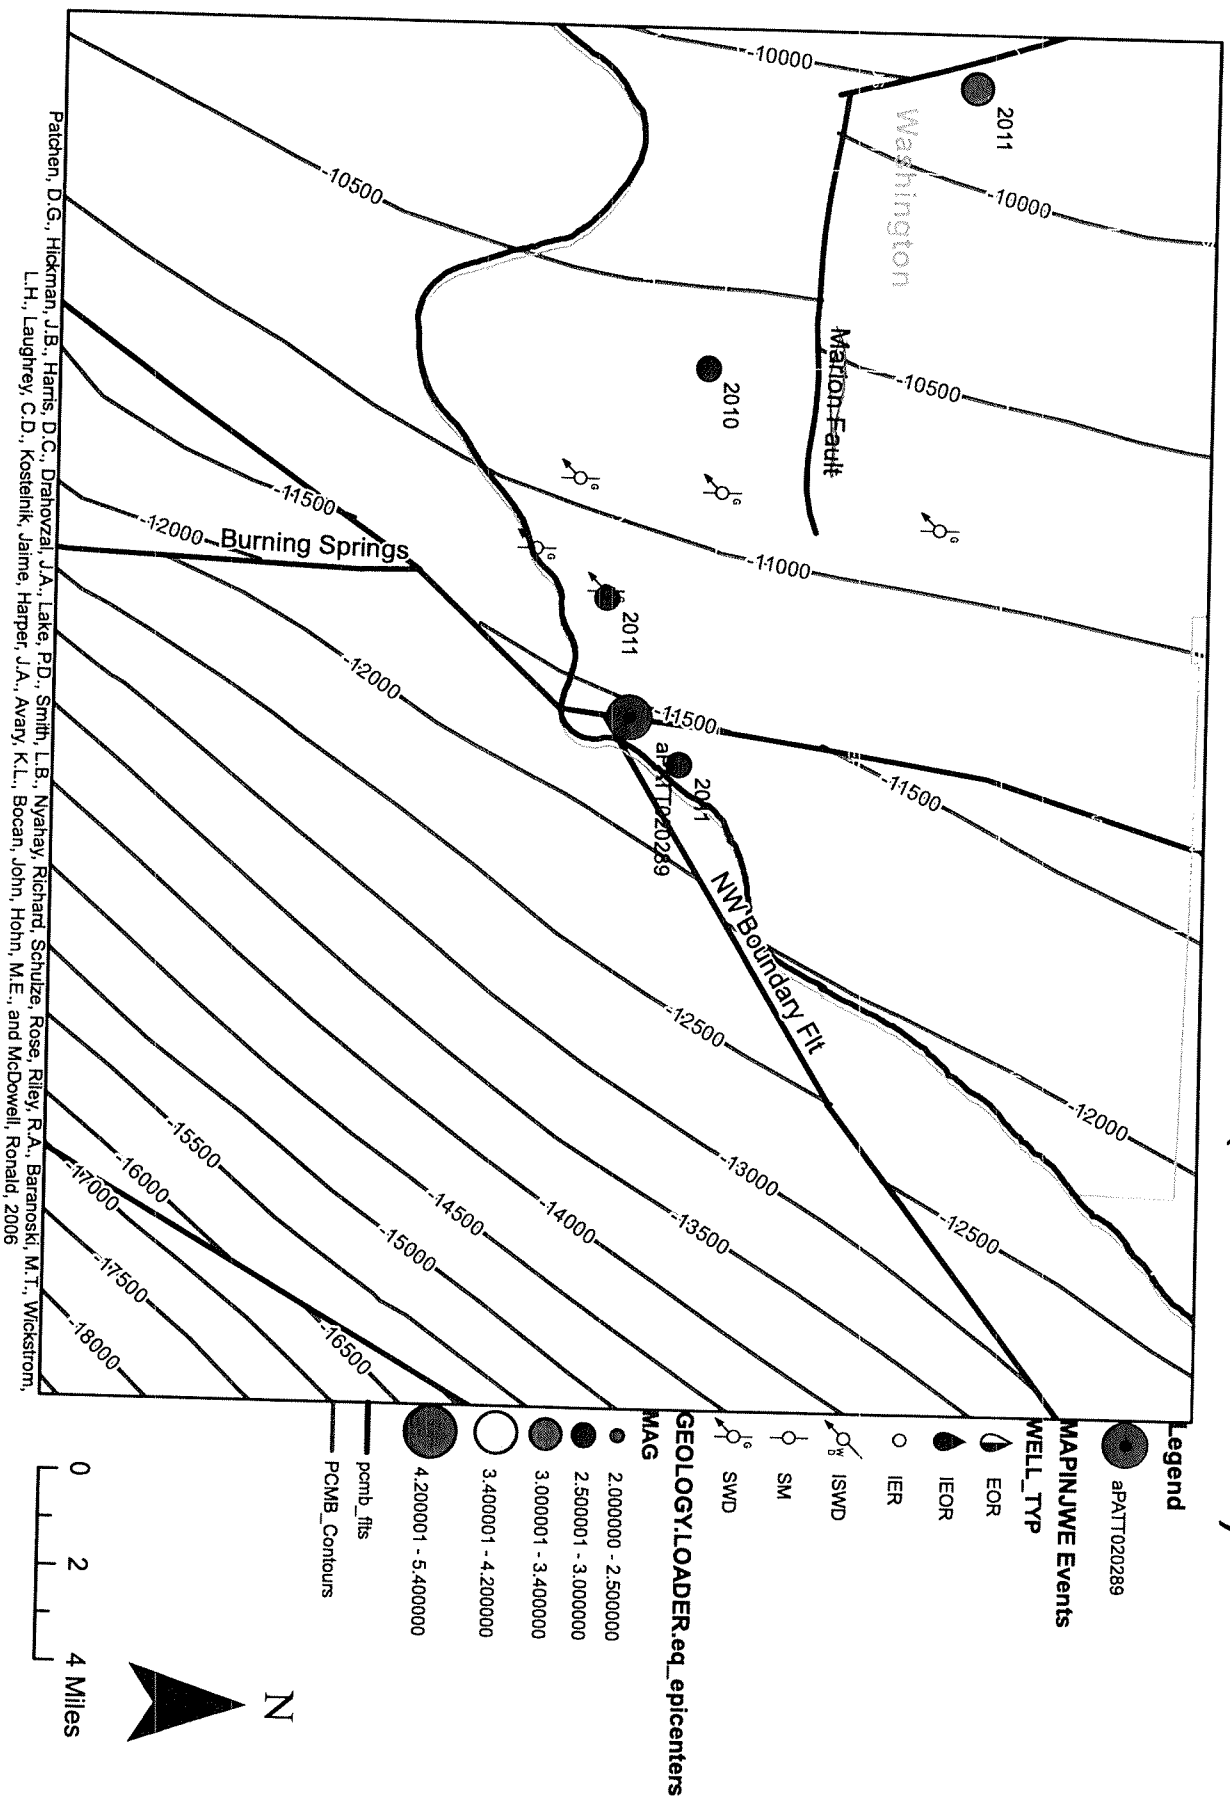 -10000
2011
Washington
-10000
-10500
2010
Marion Fault
-10500
-11500
-12000
Burning Springs
-11000
2011
-12000
-11500
aPATT020289
2011
-11500
NW Boundary Flt
-12500
-12000
-13000
-12500
-13500
-14000
-14500
-15000
-15500
-16000
-16500
-17000
-17500
-18000
Legend
aPATT020289
MAPINJWE Events
WELL_TYP
EOR
IEOR
IER
ISWD
SM
SWD
GEOLOGY.LOADER.eq_epicenters
MAG
2.000000 - 2.500000
2.500001 - 3.000000
3.000001 - 3.400000
3.400001 - 4.200000
4.200001 - 5.400000
pcmb_flts
PCMB_Contours
0 2 4 Miles
N
Patchen, D.G., Hickman, J.B., Harris, D.C., Drahovzal, J.A., Lake, P.D., Smith, L.B., Nyahay, Richard, Schulze, Rose, Riley, R.A., Baranoski, M.T., Wickstrom,
L.H., Laughrey, C.D., Kostelnik, Jaime, Harper, J.A., Avary, K.L., Bocan, John, Hohn, M.E., and McDowell, Ronald, 2006